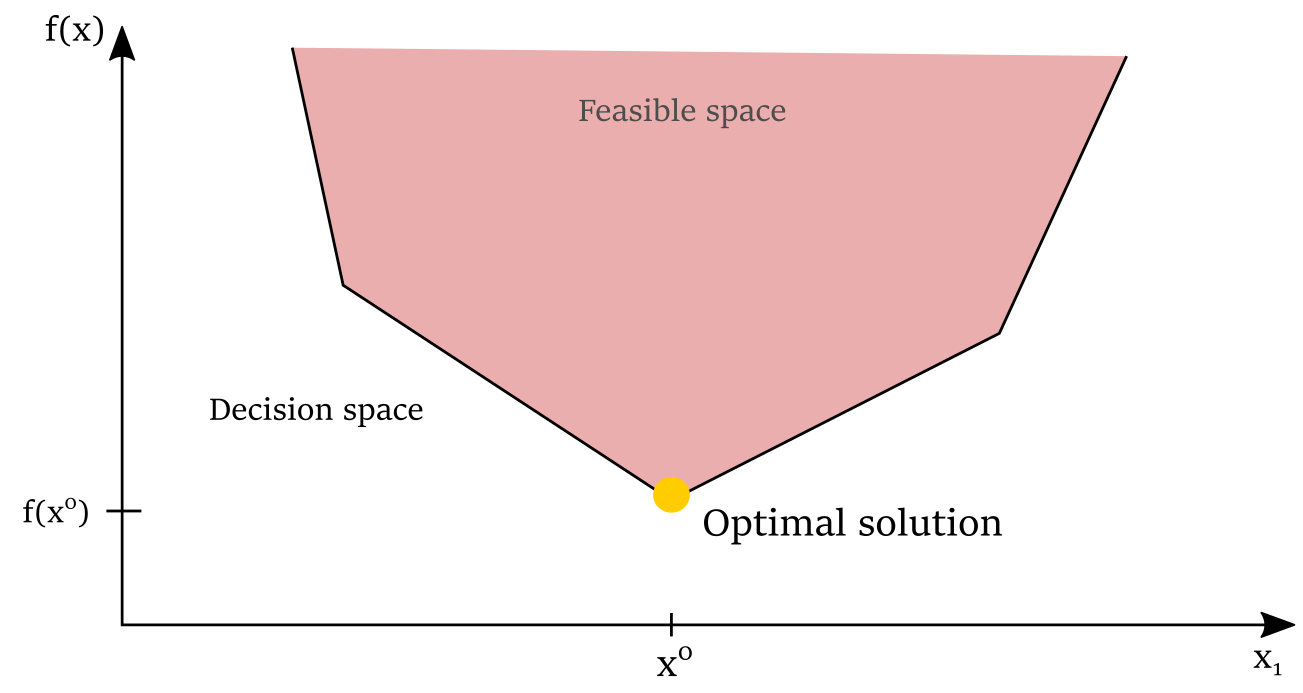 f(x)
Feasible space
Decision space
f(xº)
Optimal solution
xº
x₁